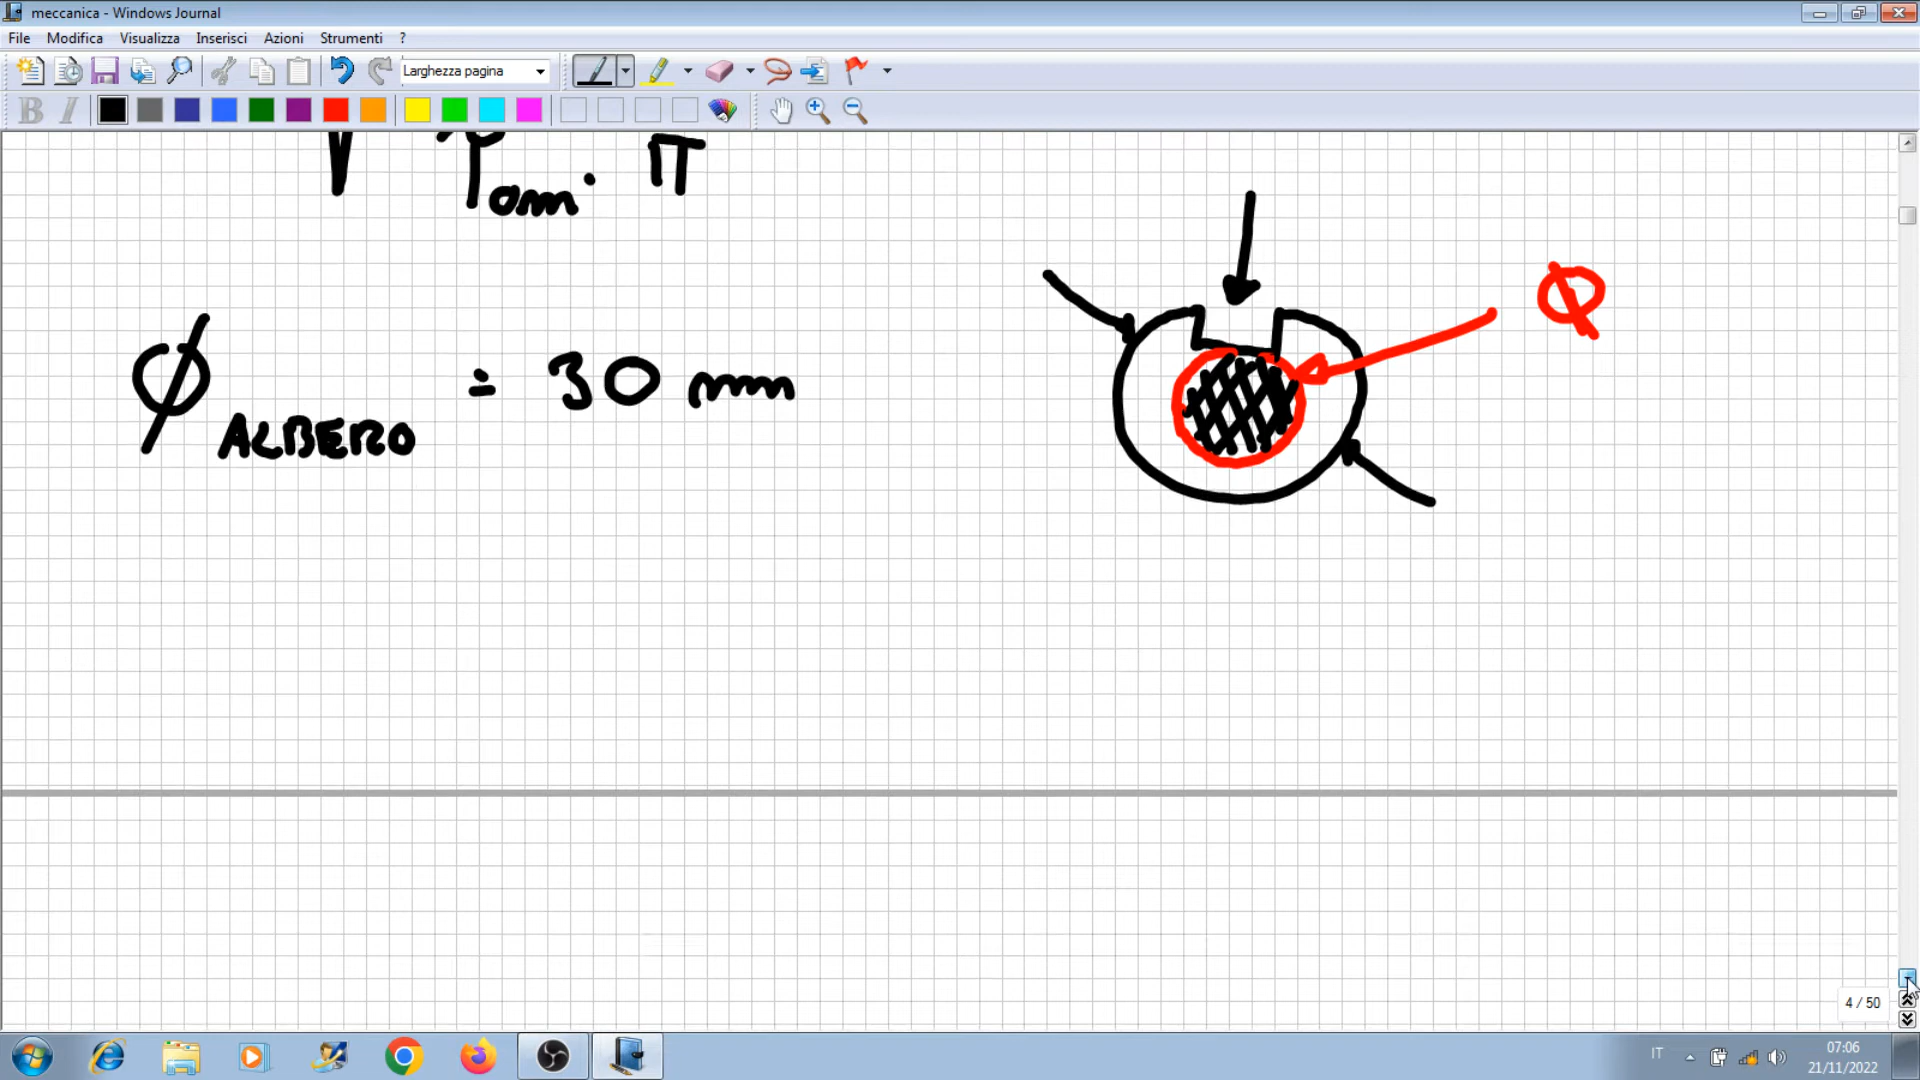 meccanica - Windows Journal
File Modifica Visualizza Inserisci Azioni Strumenti ?
Larghezza pagina
B I
τ amm. π
Φ
Φ ALBERO = 30 mm
4 / 50
IT
07:06
21/11/2022